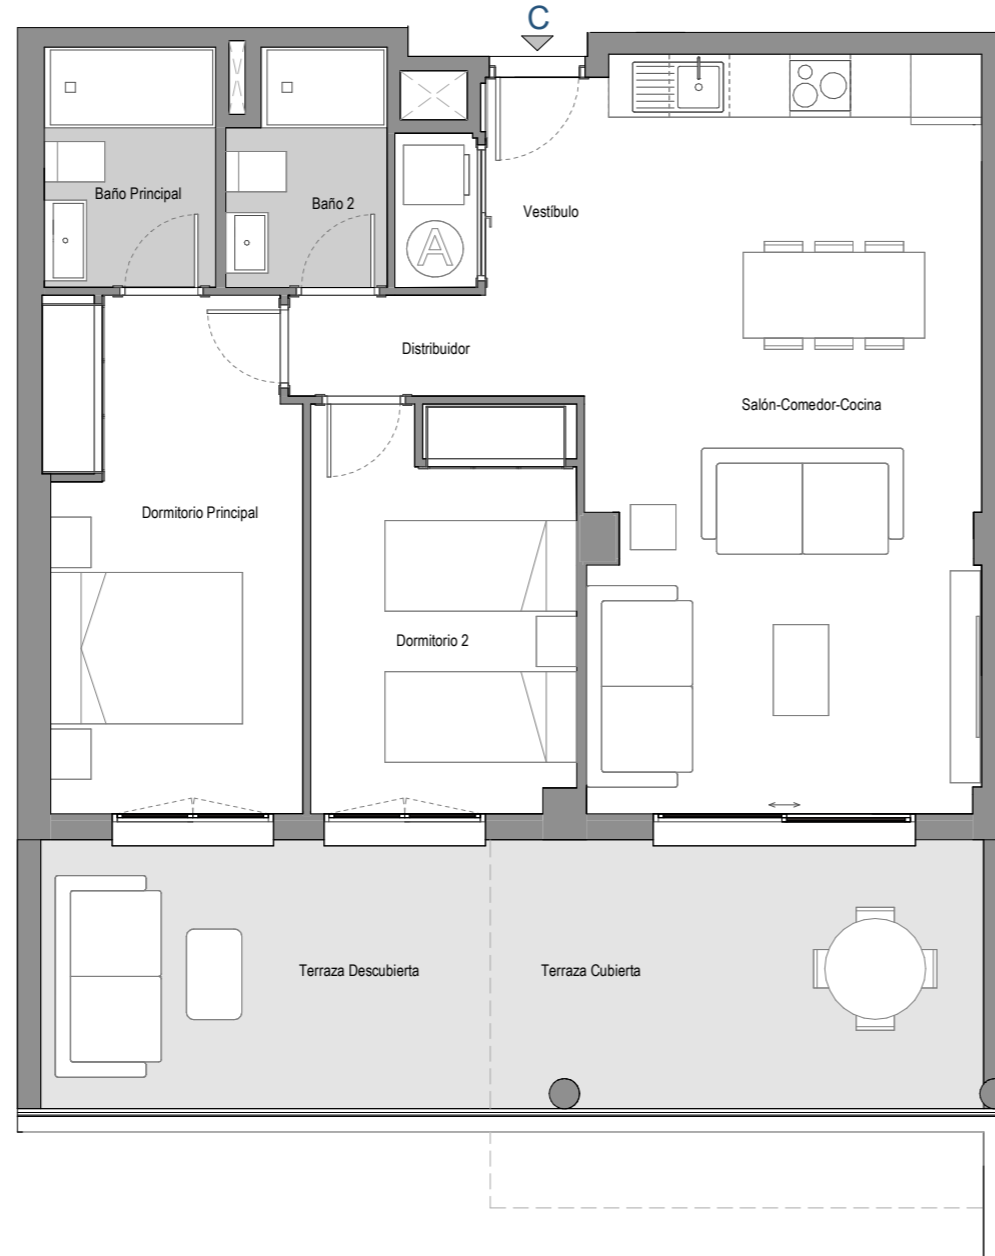 C
Baño Principal
Baño 2
Vestíbulo
A
Distribuidor
Salón-Comedor-Cocina
Dormitorio Principal
Dormitorio 2
Terraza Descubierta
Terraza Cubierta